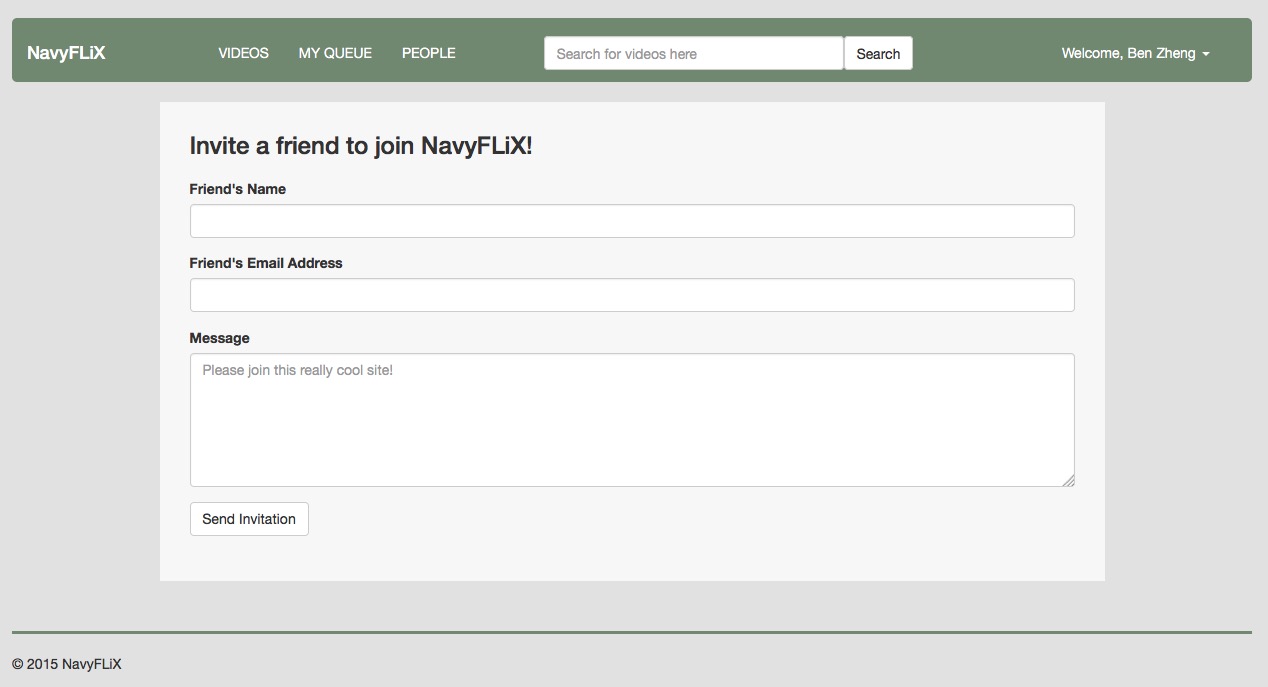 NavyFLiX VIDEOS MY QUEUE PEOPLE Search for videos here Search Welcome, Ben Zheng
Invite a friend to join NavyFLiX!
Friend's Name
Friend's Email Address
Message
Please join this really cool site!
Send Invitation
© 2015 NavyFLiX